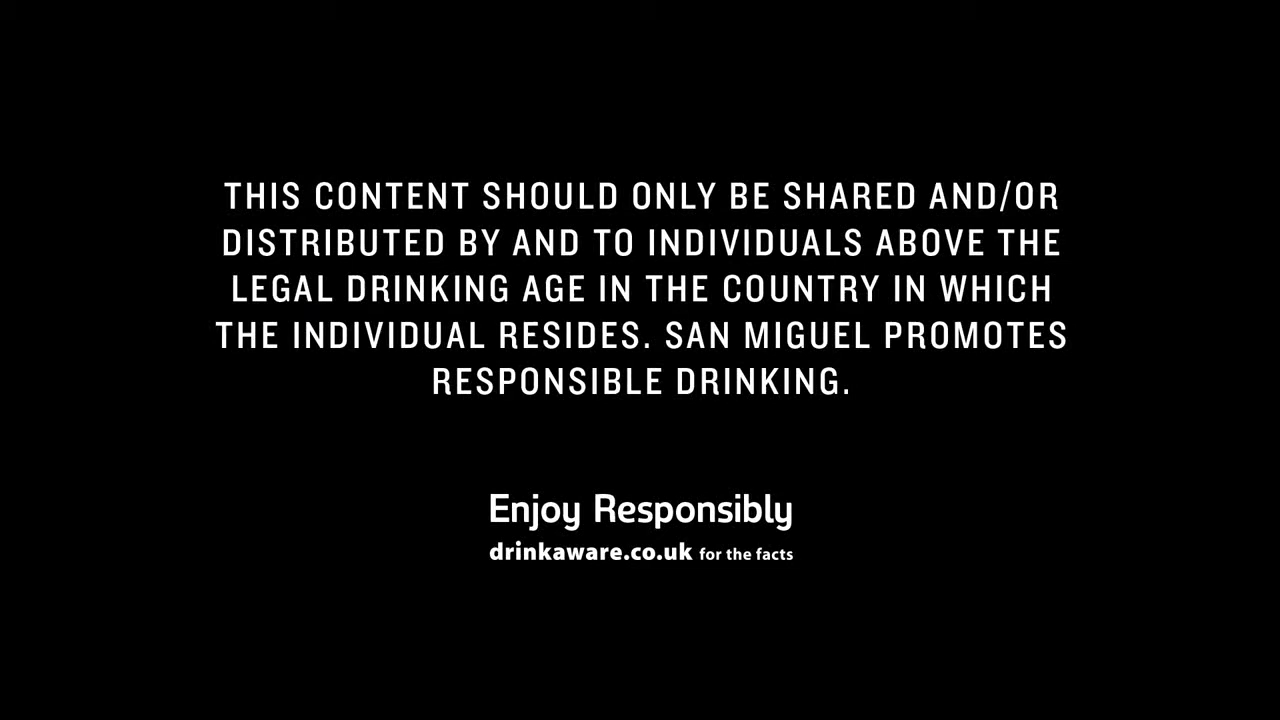 THIS CONTENT SHOULD ONLY BE SHARED AND/OR
DISTRIBUTED BY AND TO INDIVIDUALS ABOVE THE
LEGAL DRINKING AGE IN THE COUNTRY IN WHICH
THE INDIVIDUAL RESIDES. SAN MIGUEL PROMOTES
RESPONSIBLE DRINKING.
Enjoy Responsibly
drinkaware.co.uk for the facts